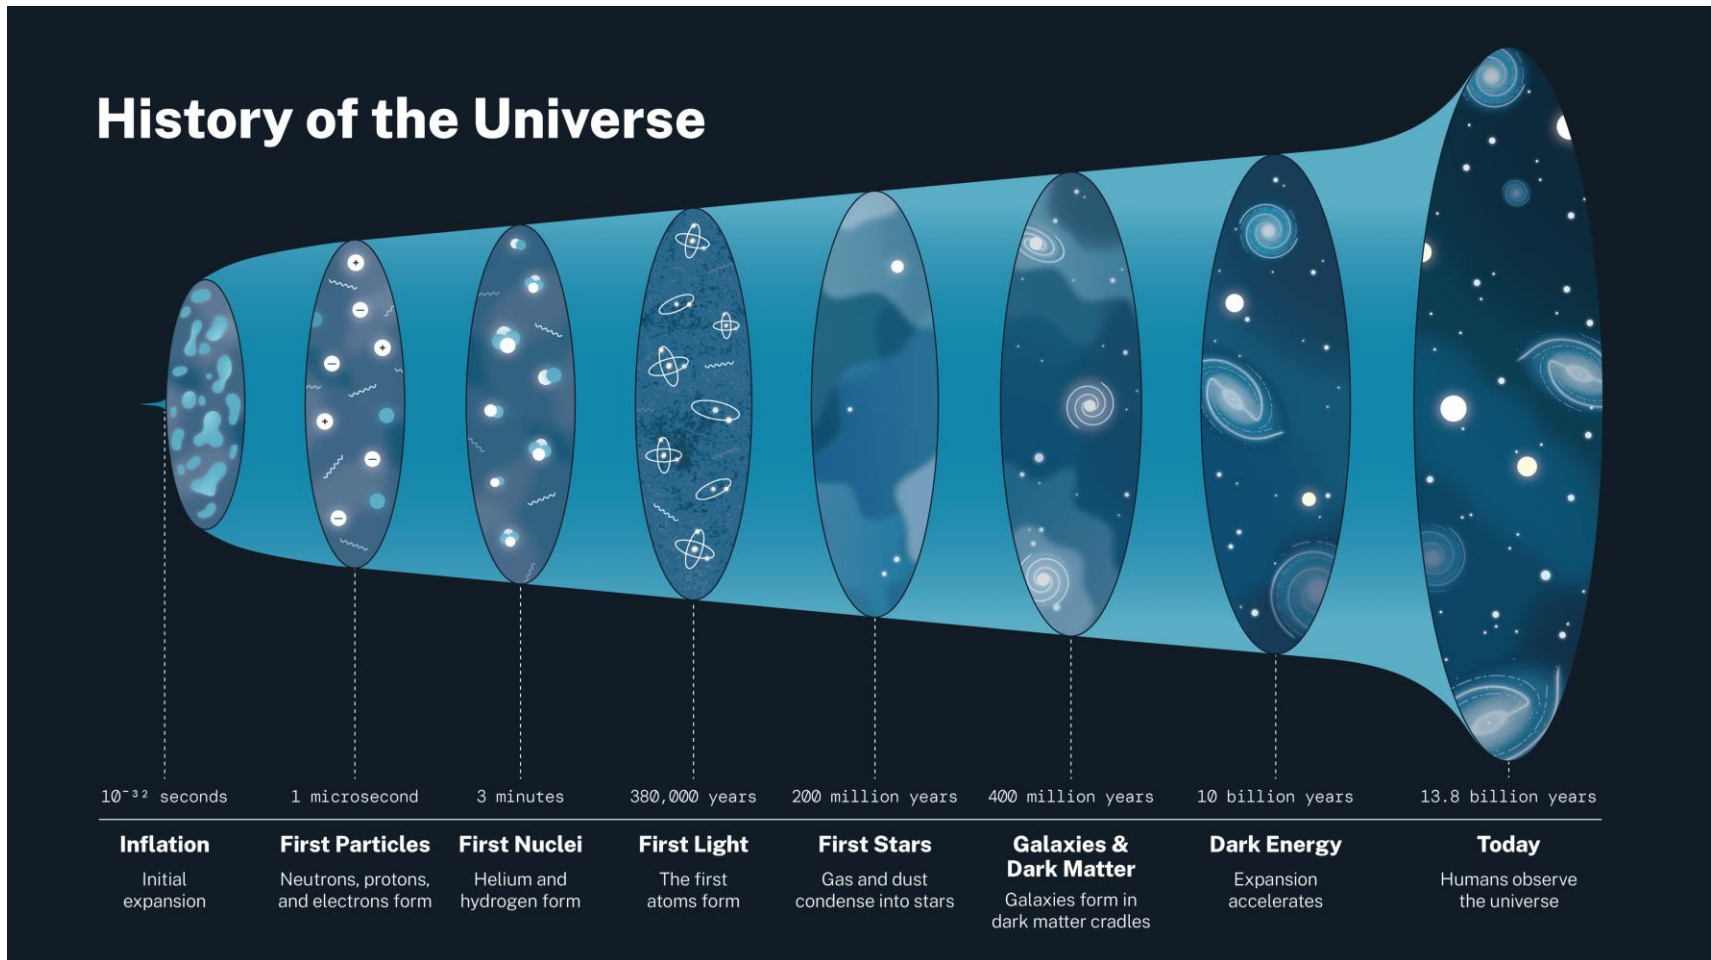 History of the Universe
10⁻³² seconds
1 microsecond
3 minutes
380,000 years
200 million years
400 million years
10 billion years
13.8 billion years
Inflation
Initial
expansion
First Particles
Neutrons, protons,
and electrons form
First Nuclei
Helium and
hydrogen form
First Light
The first
atoms form
First Stars
Gas and dust
condense into stars
Galaxies &
Dark Matter
Galaxies form in
dark matter cradles
Dark Energy
Expansion
accelerates
Today
Humans observe
the universe